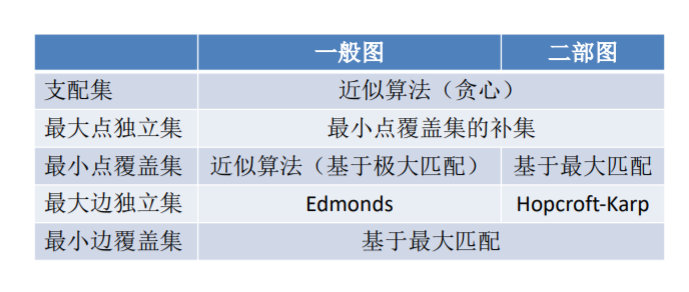 一般图 二部图
支配集 近似算法（贪心）
最大点独立集 最小点覆盖集的补集
最小点覆盖集 近似算法（基于极大匹配） 基于最大匹配
最大边独立集 Edmonds Hopcroft-Karp
最小边覆盖集 基于最大匹配